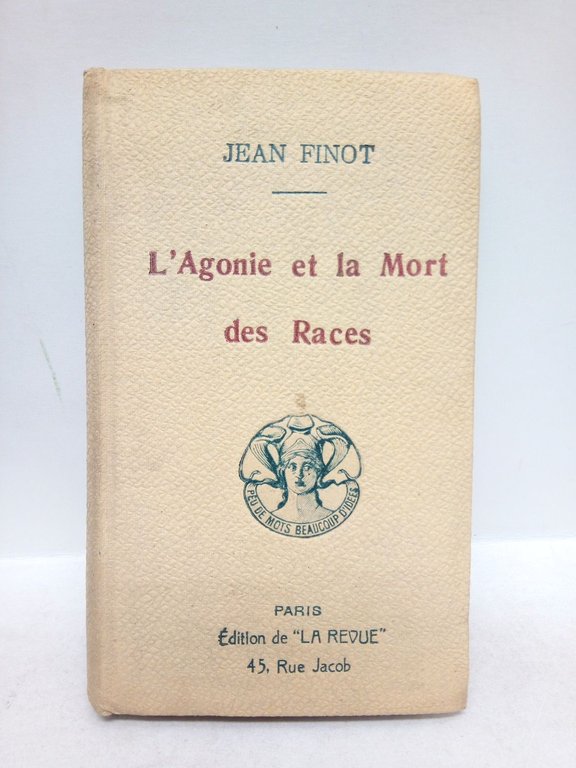 JEAN FINOT
L'Agonie et la Mort
des Races
PEU DE MOTS BEAUCOUP D'IDÉES
PARIS
Édition de "LA REVUE"
45, Rue Jacob